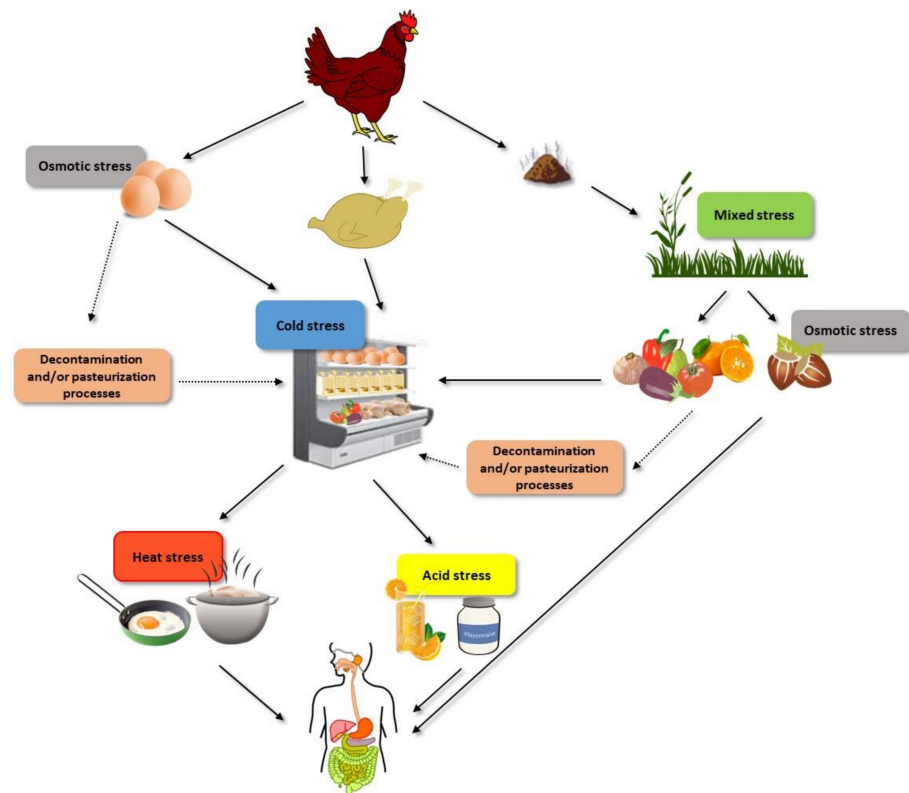 Osmotic stress
Mixed stress
Cold stress
Osmotic stress
Decontamination
and/or pasteurization
processes
Decontamination
and/or pasteurization
processes
Heat stress
Acid stress
Mayonnaise